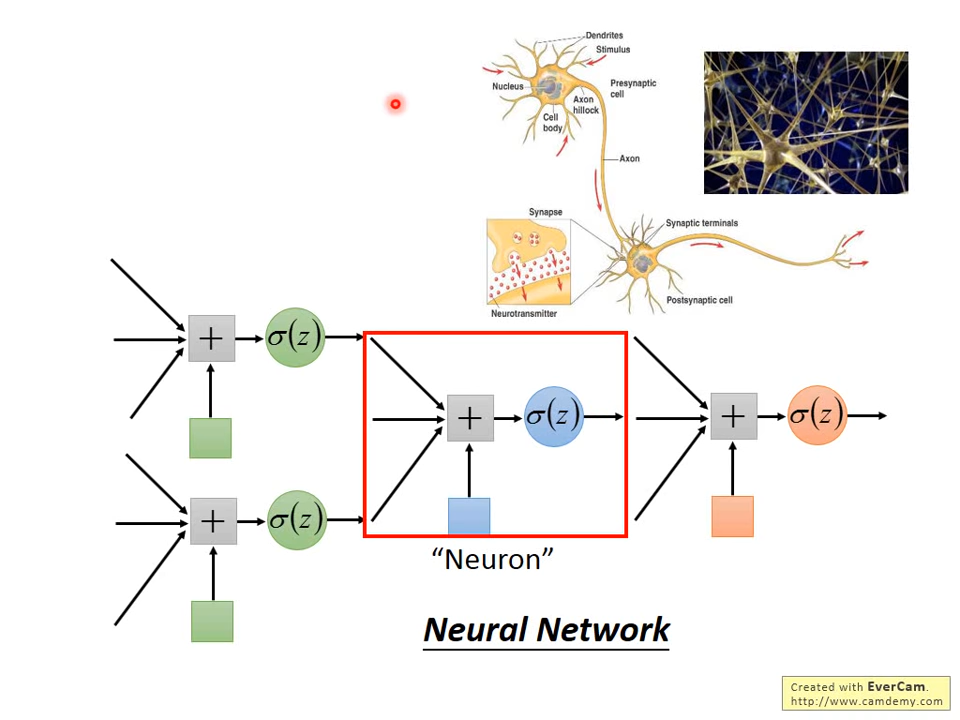 Dendrites
Stimulus
Nucleus
Presynaptic
cell
Axon
hillock
Cell
body
Axon
Synapse
Synaptic terminals
Postsynaptic cell
Neurotransmitter
+
σ(z)
+
σ(z)
+
σ(z)
+
σ(z)
“Neuron”
Neural Network
Created with EverCam.
http://www.camdemy.com